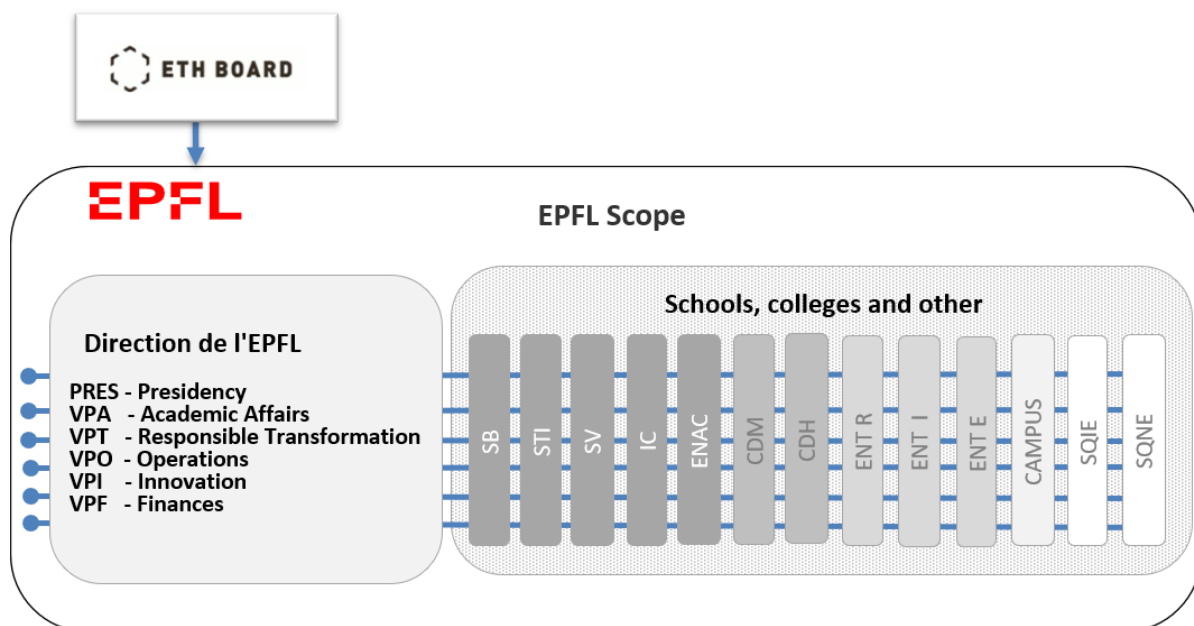 ETH BOARD
EPFL
EPFL Scope
Direction de l'EPFL
PRES - Presidency
VPA - Academic Affairs
VPT - Responsible Transformation
VPO - Operations
VPI - Innovation
VPF - Finances
Schools, colleges and other
SB
STI
SV
IC
ENAC
CDM
CDH
ENT R
ENT I
ENT E
CAMPUS
SQIE
SQNE